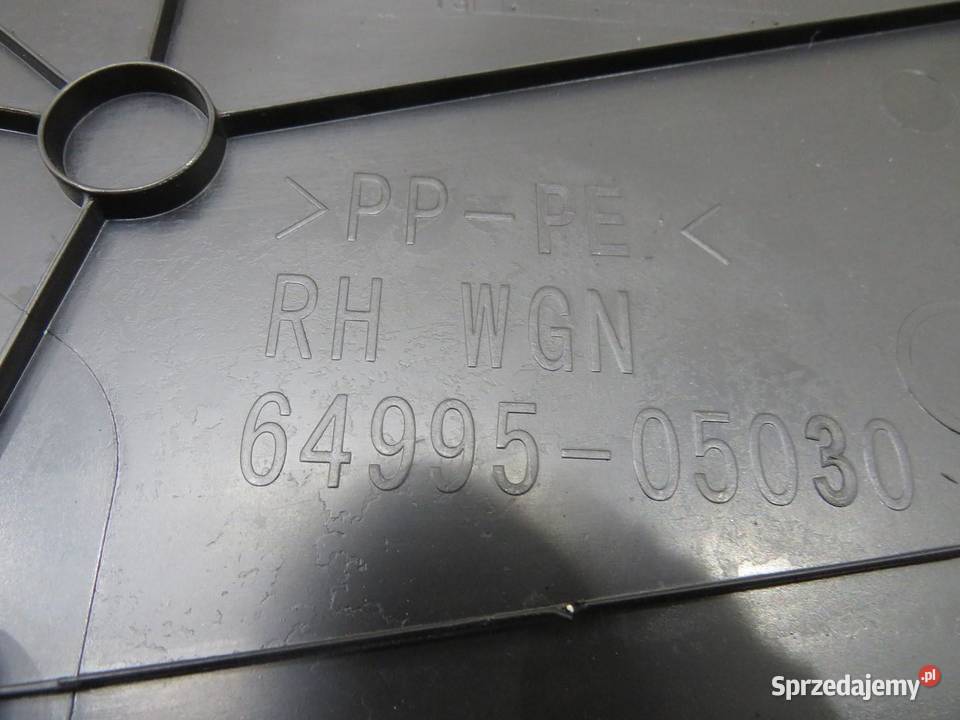 >PP-PE<
RH WGN
64995-05030
Sprzedajemy.pl